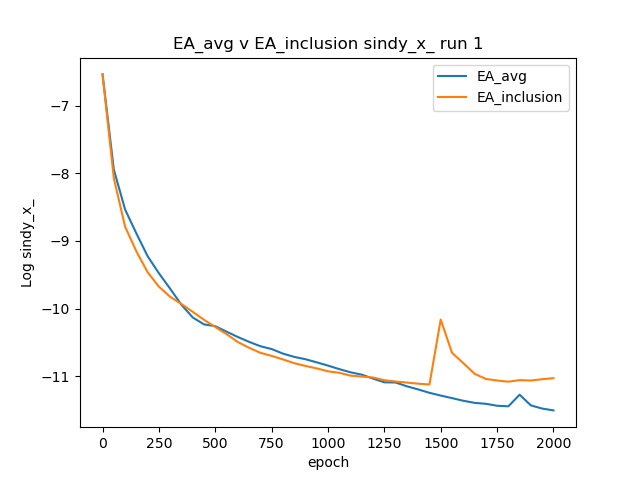 EA_avg v EA_inclusion sindy_x_ run 1
EA_avg
EA_inclusion
Log sindy_x_
−7
−8
−9
−10
−11
0 250 500 750 1000 1250 1500 1750 2000
epoch